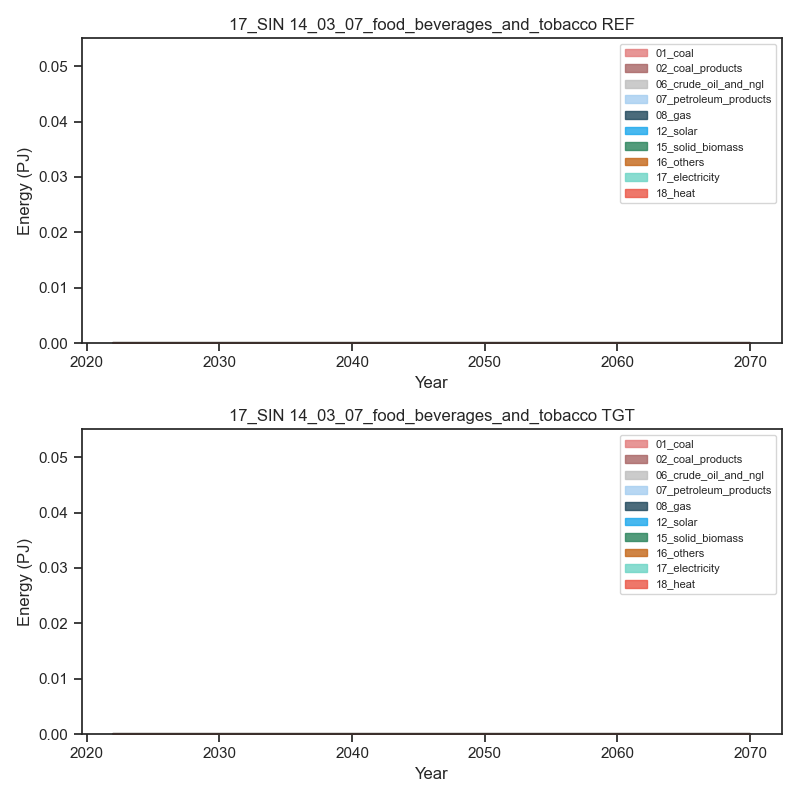 17_SIN 14_03_07_food_beverages_and_tobacco REF
0.05
0.04
0.03
0.02
0.01
0.00
Energy (PJ)
01_coal
02_coal_products
06_crude_oil_and_ngl
07_petroleum_products
08_gas
12_solar
15_solid_biomass
16_others
17_electricity
18_heat
2020 2030 2040 2050 2060 2070
Year
17_SIN 14_03_07_food_beverages_and_tobacco TGT
0.05
0.04
0.03
0.02
0.01
0.00
Energy (PJ)
01_coal
02_coal_products
06_crude_oil_and_ngl
07_petroleum_products
08_gas
12_solar
15_solid_biomass
16_others
17_electricity
18_heat
2020 2030 2040 2050 2060 2070
Year